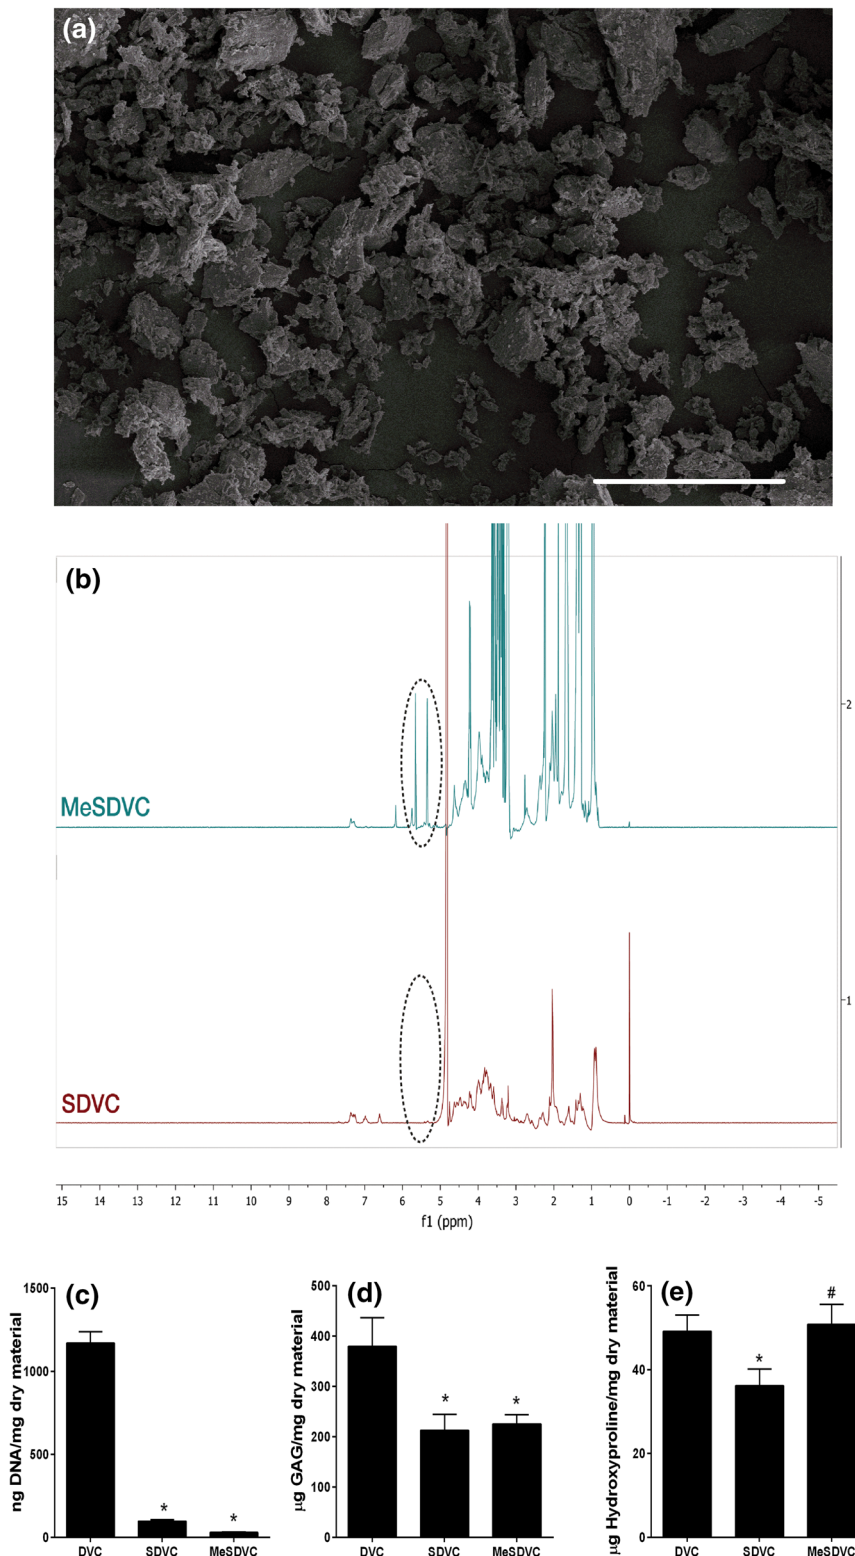 (a)
(b)
2
MeSDVC
1
SDVC
15 14 13 12 11 10 9 8 7 6 5 4 3 2 1 0 -1 -2 -3 -4 -5
f1 (ppm)
(c)
ng DNA/mg dry material
1500
1000
500
0
*
*
DVC SDVC MeSDVC
(d)
µg GAG/mg dry material
500
400
300
200
100
0
*
*
DVC SDVC MeSDVC
(e)
µg Hydroxyproline/mg dry material
60
40
20
0
*
#
DVC SDVC MeSDVC